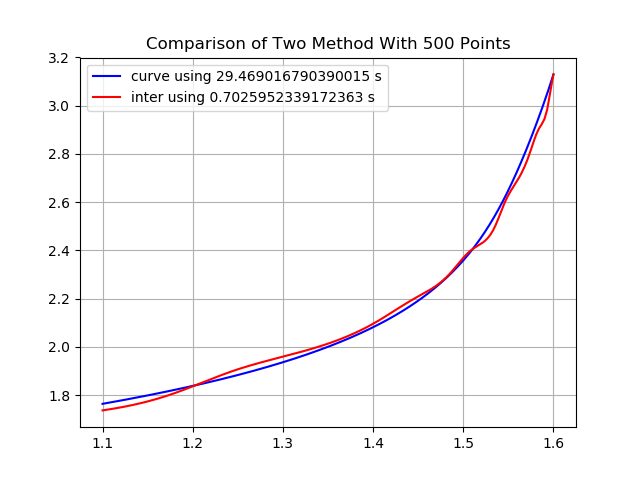 Comparison of Two Method With 500 Points
curve using 29.469016790390015 s
inter using 0.7025952339172363 s
3.2
3.0
2.8
2.6
2.4
2.2
2.0
1.8
1.1 1.2 1.3 1.4 1.5 1.6